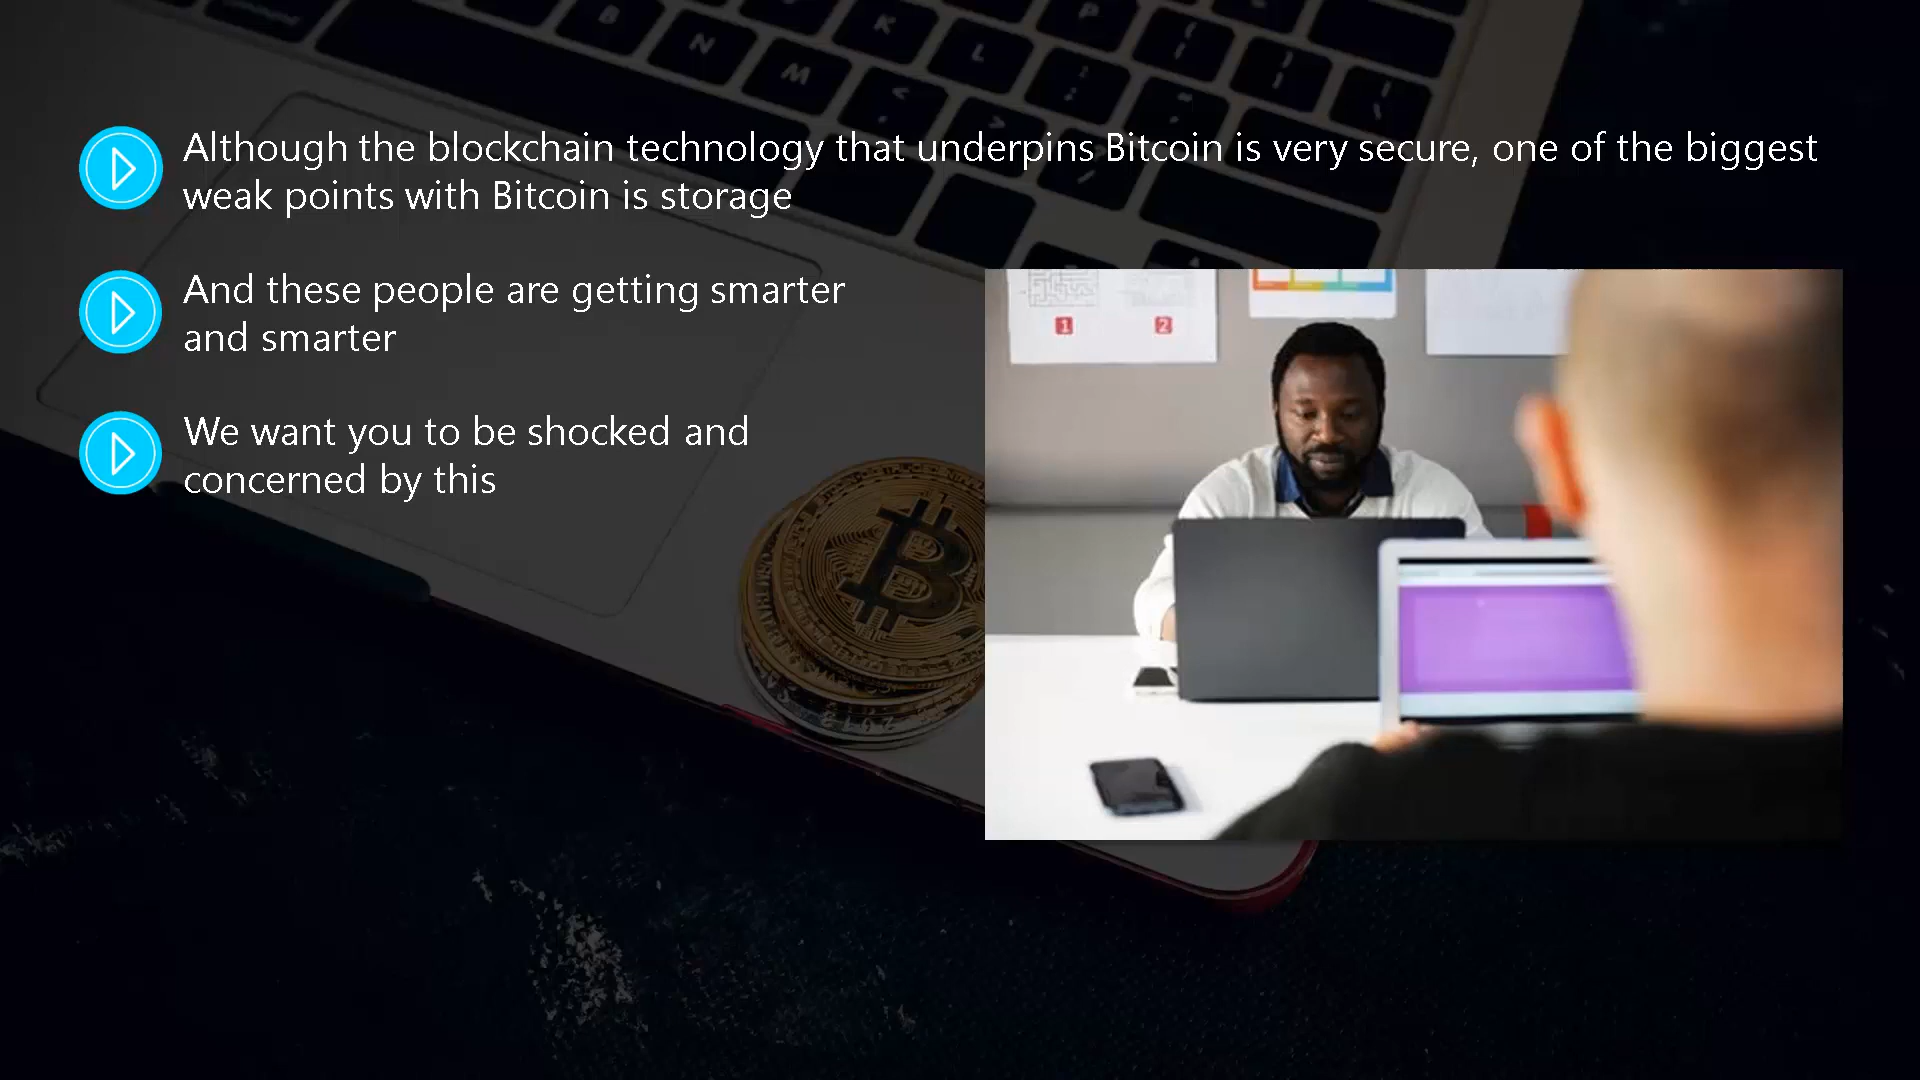 Although the blockchain technology that underpins Bitcoin is very secure, one of the biggest
weak points with Bitcoin is storage
And these people are getting smarter
and smarter
We want you to be shocked and
concerned by this
B
N
M
K
L
P
1
2